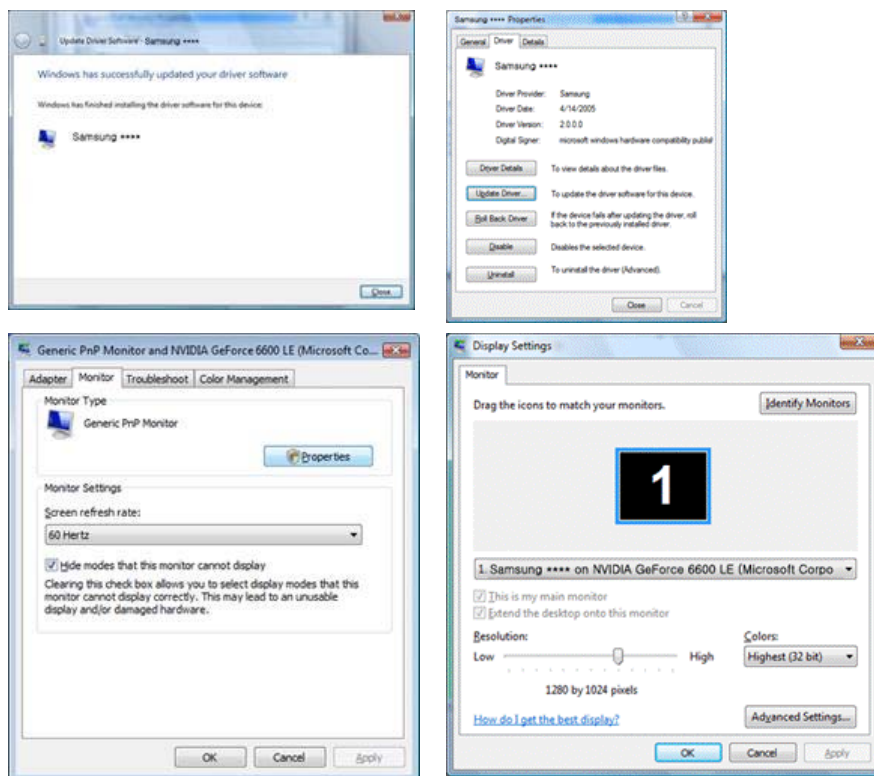 Update Driver Software - Samsung ****
Windows has successfully updated your driver software
Windows has finished installing the driver software for this device:
Samsung ****
Close
Samsung **** Properties
General Driver Details
Samsung ****
Driver Provider: Samsung
Driver Date: 4/14/2005
Driver Version: 2.0.0.0
Digital Signer: microsoft windows hardware compatibility publis
Driver Details To view details about the driver files.
Update Driver... To update the driver software for this device.
Roll Back Driver If the device fails after updating the driver, roll
back to the previously installed driver.
Disable Disables the selected device.
Uninstall To uninstall the driver (Advanced).
Close Cancel
Generic PnP Monitor and NVIDIA GeForce 6600 LE (Microsoft Co...
Adapter Monitor Troubleshoot Color Management
Monitor Type
Generic PnP Monitor
Properties
Monitor Settings
Screen refresh rate:
60 Hertz
Hide modes that this monitor cannot display
Clearing this check box allows you to select display modes that this
monitor cannot display correctly. This may lead to an unusable
display and/or damaged hardware.
OK Cancel Apply
Display Settings
Monitor
Drag the icons to match your monitors.
Identify Monitors
1
1. Samsung **** on NVIDIA GeForce 6600 LE (Microsoft Corpo
This is my main monitor
Extend the desktop onto this monitor
Resolution: Colors:
Low High Highest (32 bit)
1280 by 1024 pixels
How do I get the best display? Advanced Settings...
OK Cancel Apply